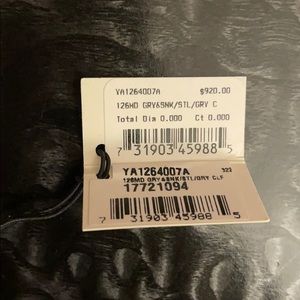 YA1264007A $920.00
126MD GRY&SNK/STL/GRY C
Total Dia 0.000 Ct 0.000
7 31903 45988 5
YA1264007A 323
126MD GRY&SNK/STL/GRY CLF
17721094
7 31903 45988 5